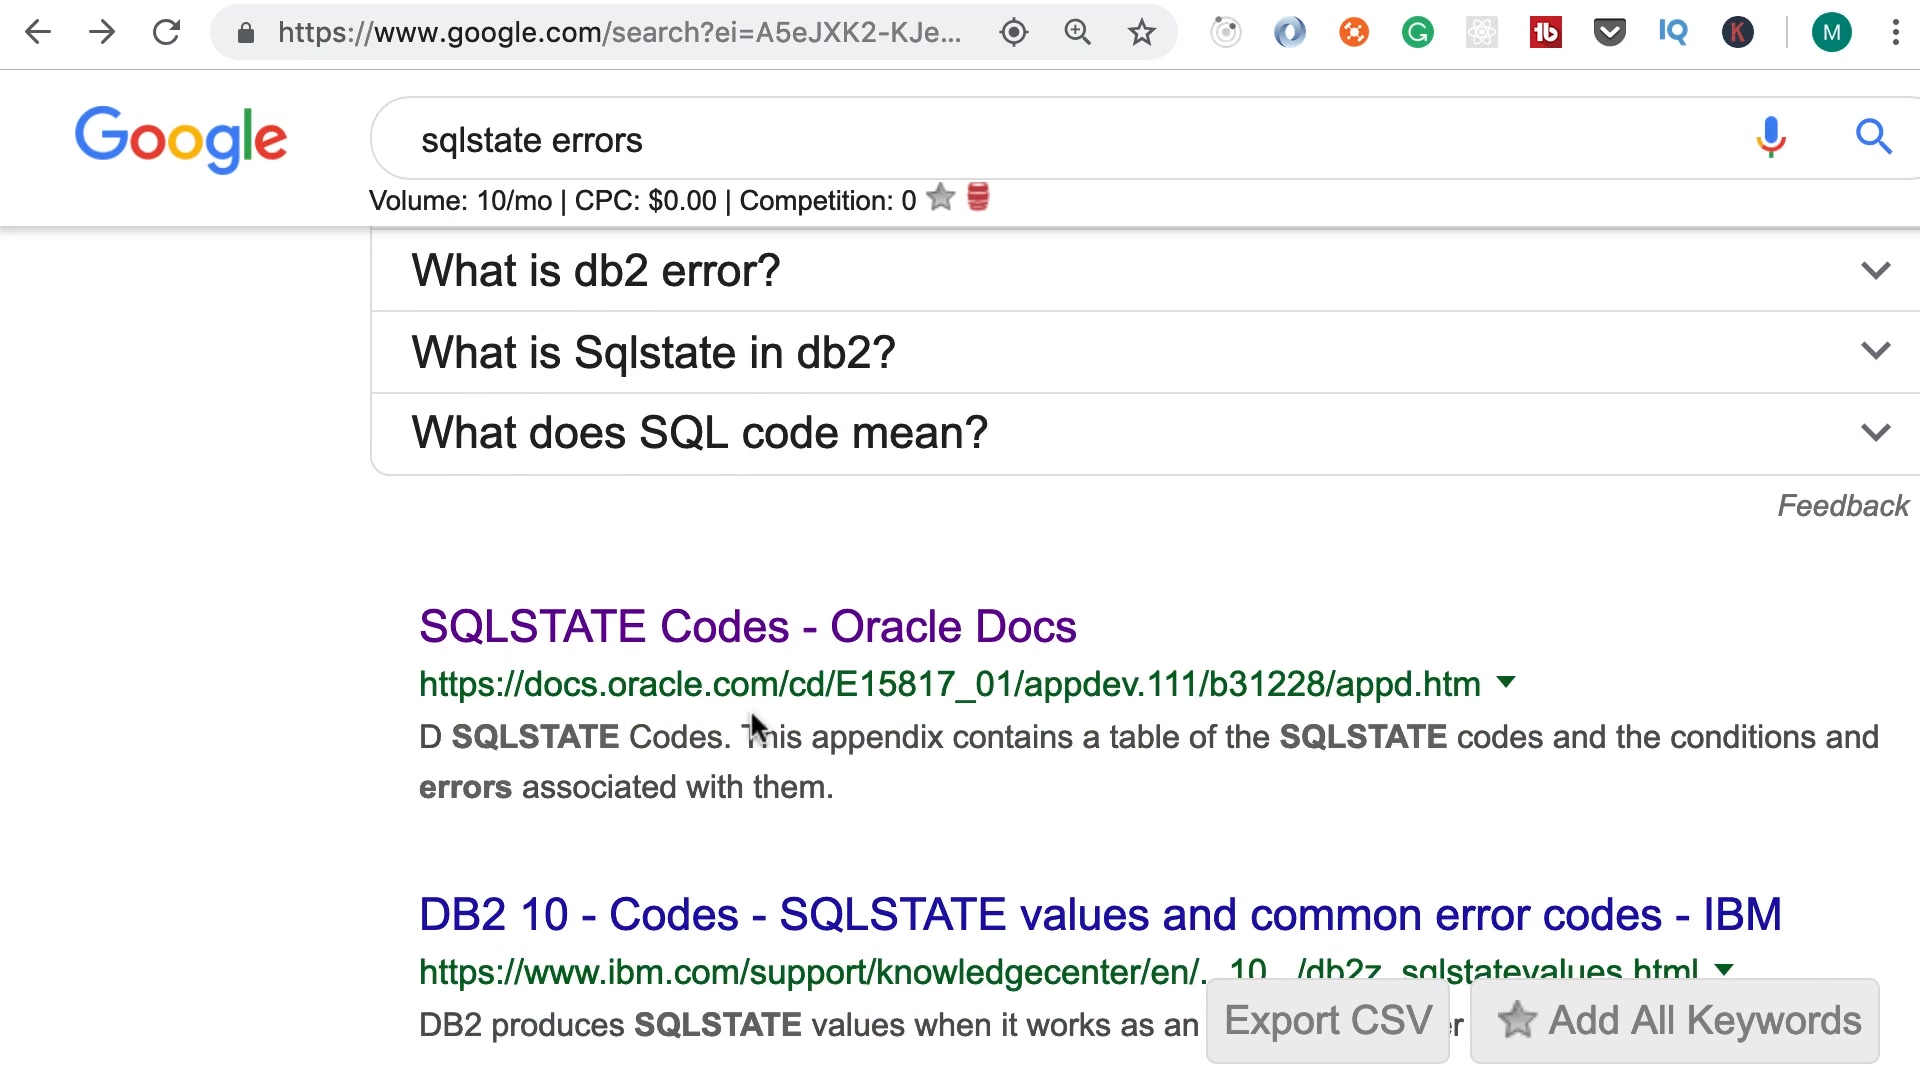 https://www.google.com/search?ei=A5eJXK2-KJe...
G
tb
IQ
K
M
Google
sqlstate errors
Volume: 10/mo | CPC: $0.00 | Competition: 0
What is db2 error?
What is Sqlstate in db2?
What does SQL code mean?
Feedback
SQLSTATE Codes - Oracle Docs
https://docs.oracle.com/cd/E15817_01/appdev.111/b31228/appd.htm
D SQLSTATE Codes. This appendix contains a table of the SQLSTATE codes and the conditions and
errors associated with them.
DB2 10 - Codes - SQLSTATE values and common error codes - IBM
https://www.ibm.com/support/knowledgecenter/en/...10.../db2z_sqlstatevalues.html
DB2 produces SQLSTATE values when it works as an
Export CSV
Add All Keywords